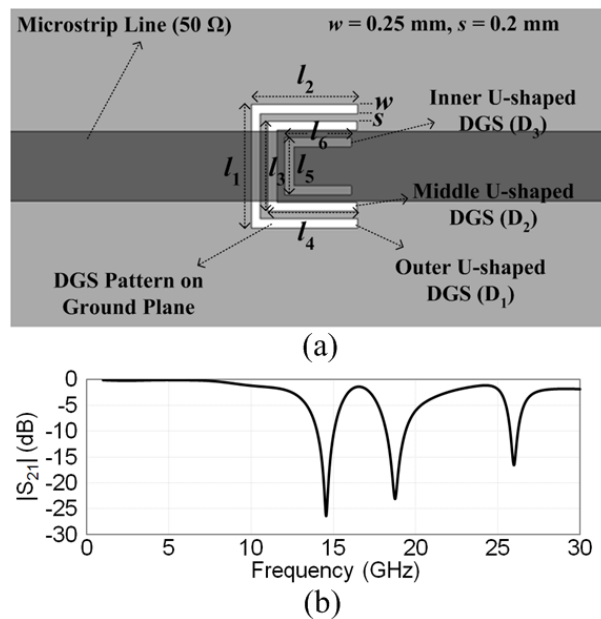 Microstrip Line (50 Ω)
w = 0.25 mm, s = 0.2 mm
l2
w
s
Inner U-shaped
DGS (D3)
l6
l1
l3
l5
Middle U-shaped
DGS (D2)
l4
DGS Pattern on
Ground Plane
Outer U-shaped
DGS (D1)
(a)
|S21| (dB)
0
-5
-10
-15
-20
-25
-30
0 5 10 15 20 25 30
Frequency (GHz)
(b)